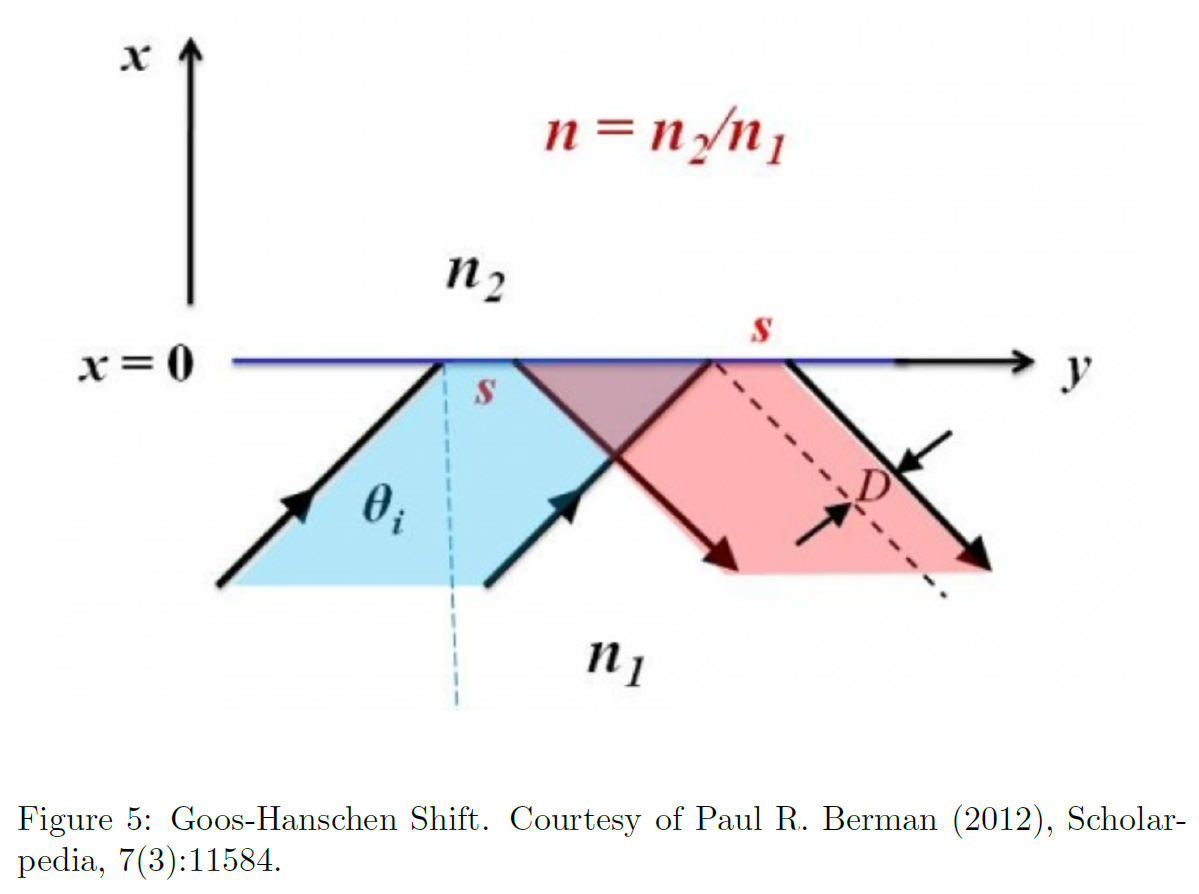 x
n = n2/n1
n2
s
x = 0
y
s
θi
D
n1
Figure 5: Goos-Hanschen Shift. Courtesy of Paul R. Berman (2012), Scholar-
pedia, 7(3):11584.